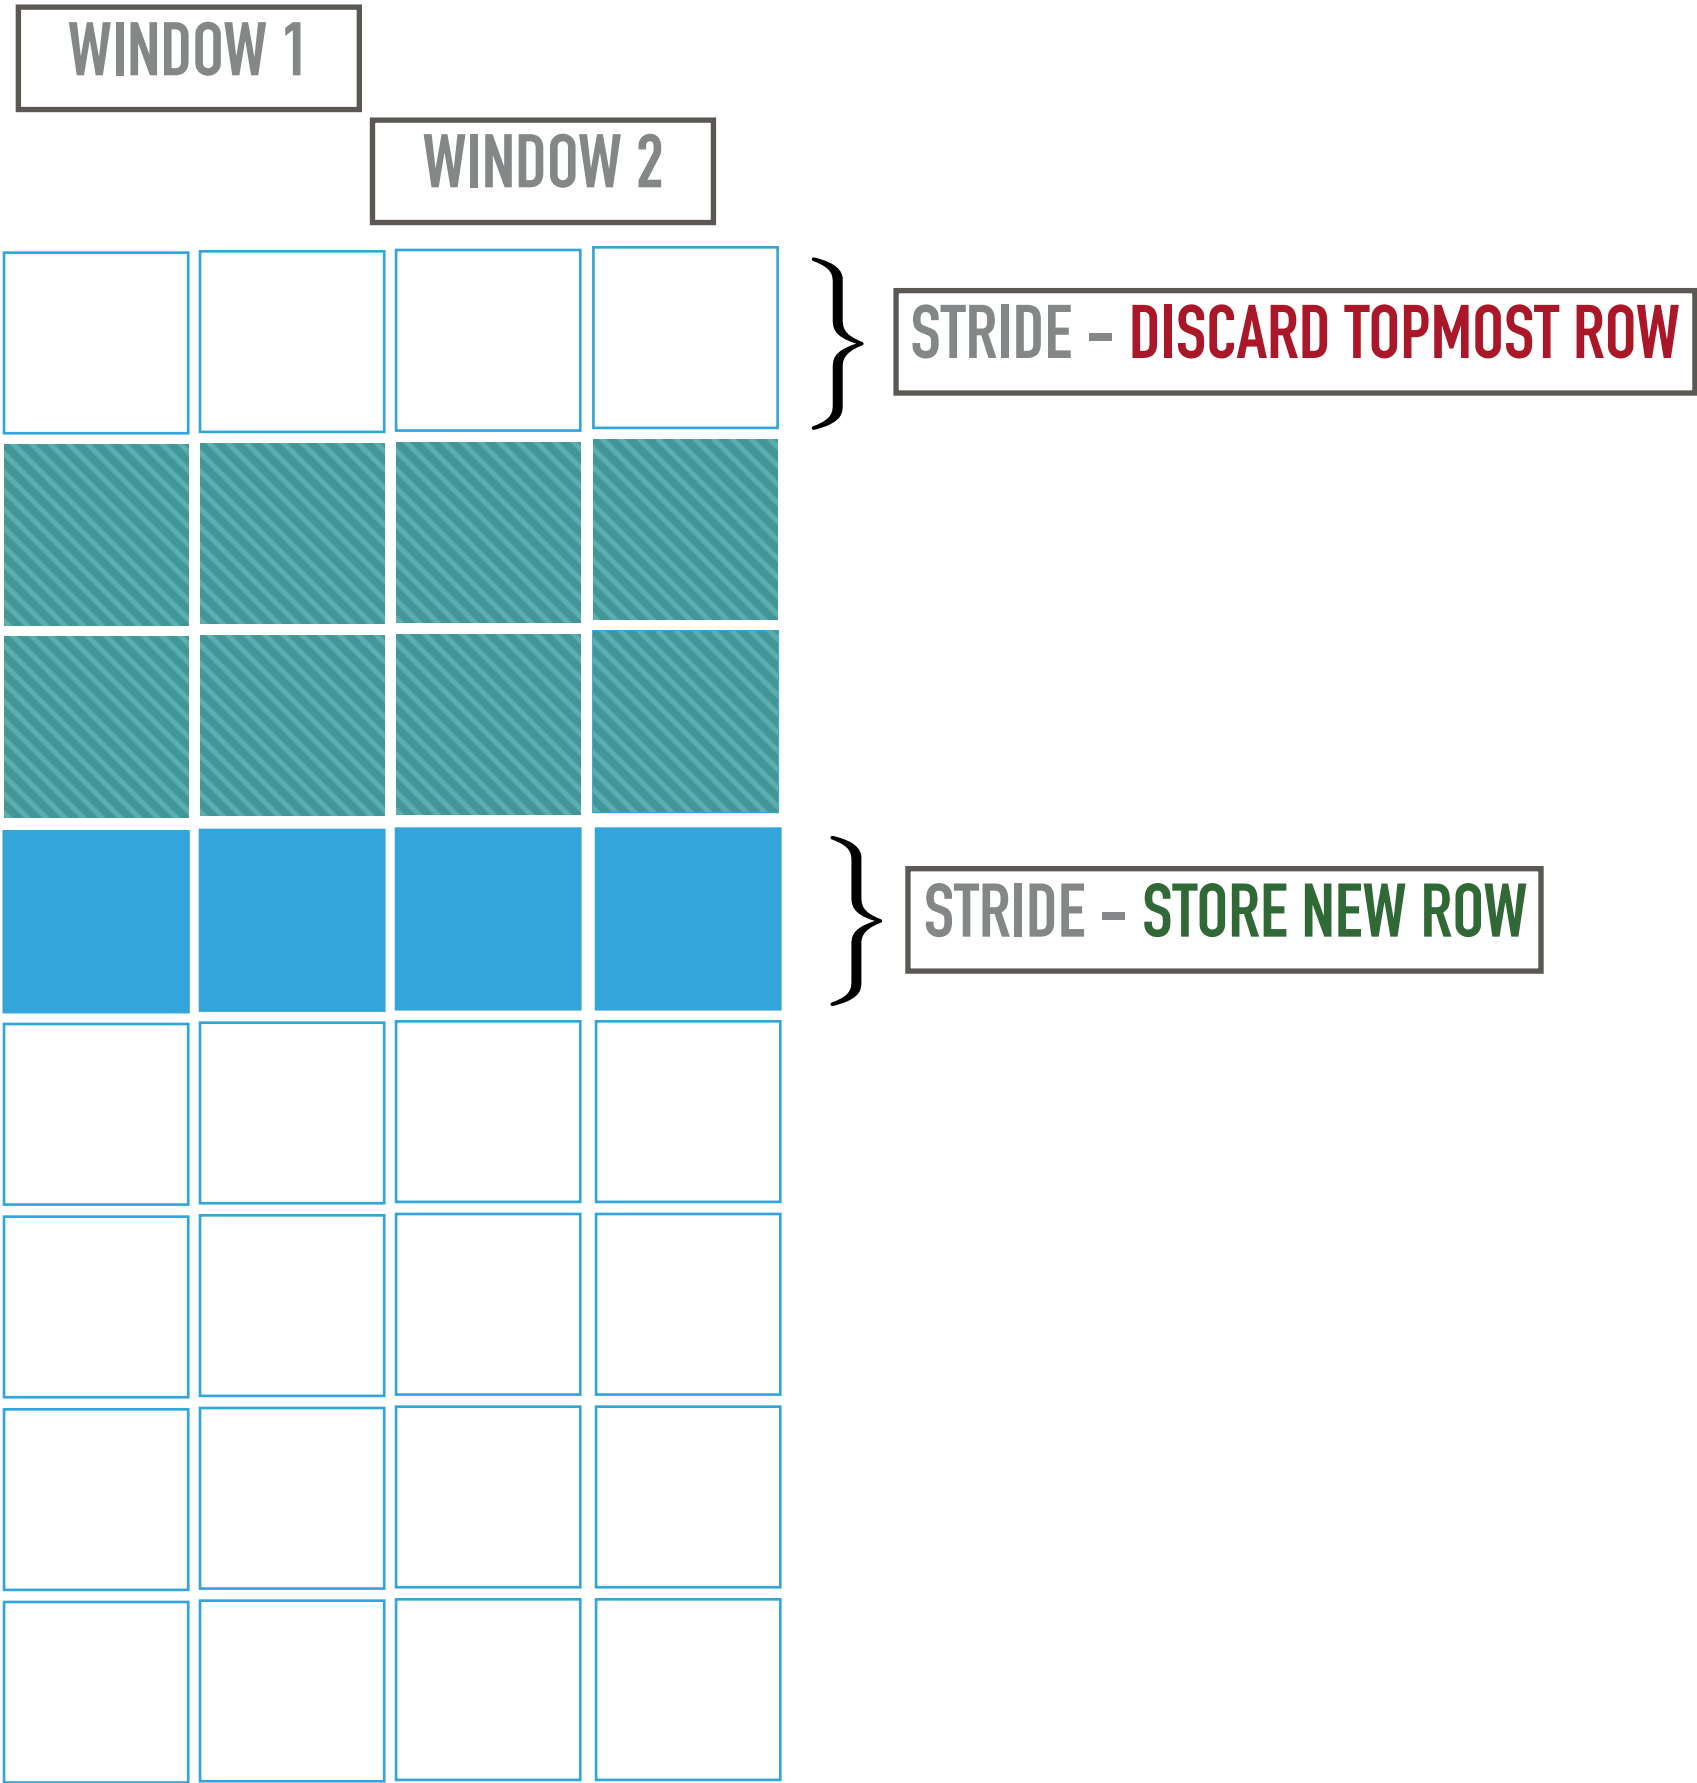 WINDOW 1
WINDOW 2
STRIDE – DISCARD TOPMOST ROW
STRIDE – STORE NEW ROW